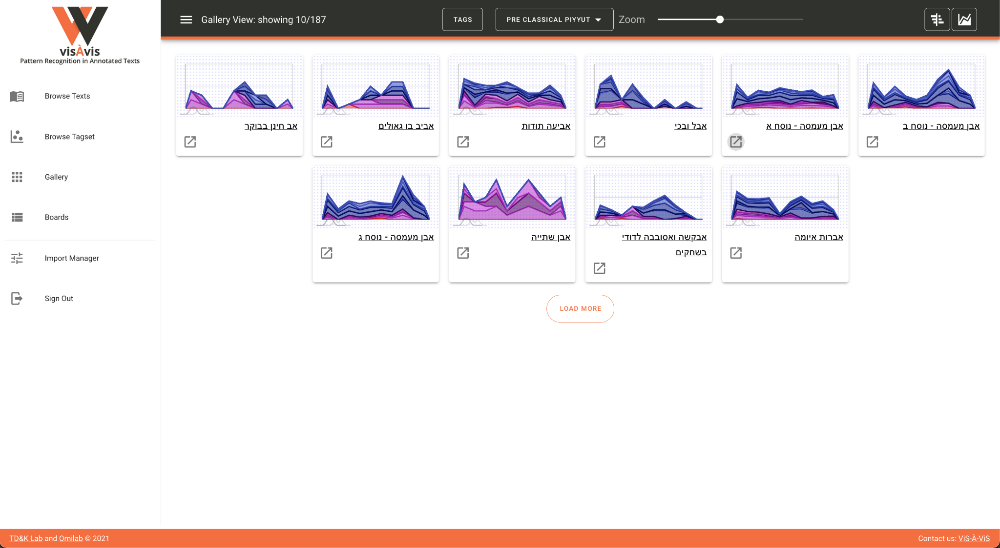 visÀvis
Pattern Recognition in Annotated Texts
Browse Texts
Browse Tagset
Gallery
Boards
Import Manager
Sign Out
Gallery View: showing 10/187
TAGS
PRE CLASSICAL PIYYUT
Zoom
אב חינן בבוקר
אביב בו גאולים
אביעה תודות
אבל ובכי
אבן מעמסה - נוסח א
אבן מעמסה - נוסח ב
אבן מעמסה - נוסח ג
אבן שתייה
אבקשה ואסובבה לדודי
בשחקים
אברות איומה
LOAD MORE
TD&K Lab and Omilab © 2021
Contact us: ViS-À-ViS